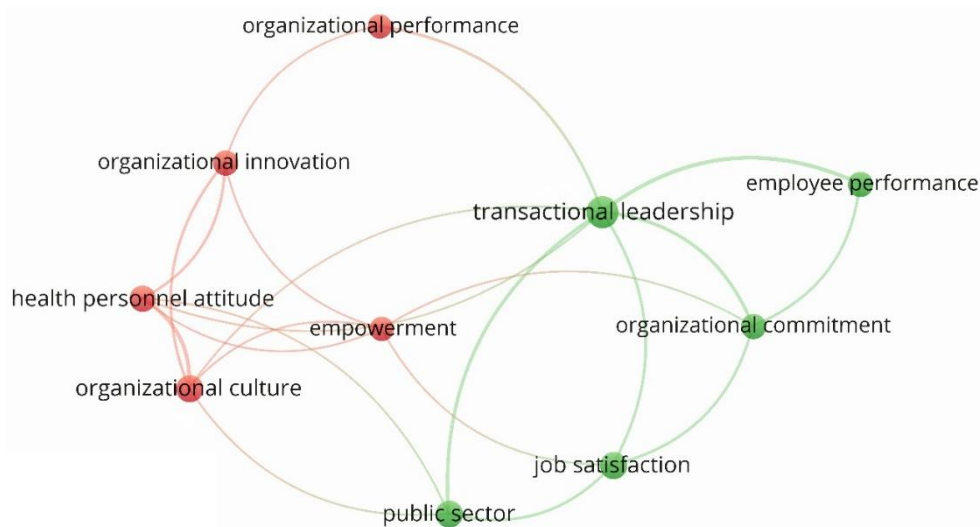 organizational performance
organizational innovation
employee performance
transactional leadership
health personnel attitude
empowerment
organizational commitment
organizational culture
job satisfaction
public sector